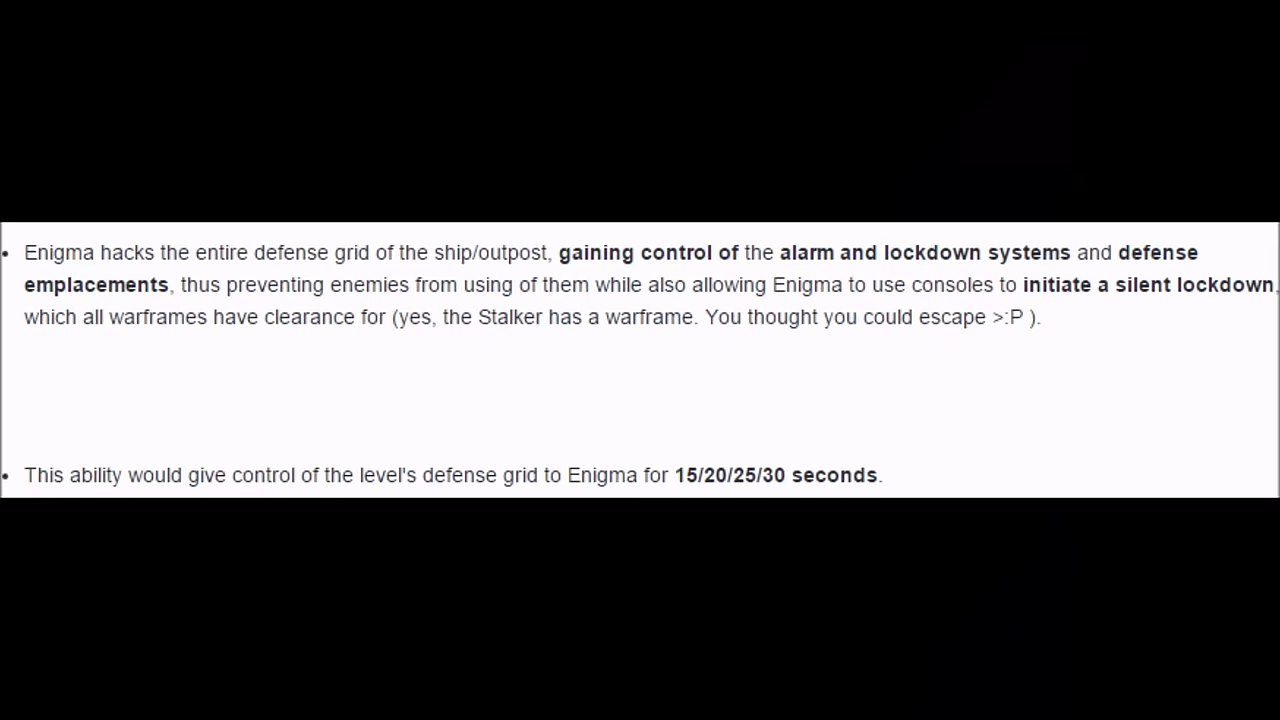 • Enigma hacks the entire defense grid of the ship/outpost, gaining control of the alarm and lockdown systems and defense
emplacements, thus preventing enemies from using of them while also allowing Enigma to use consoles to initiate a silent lockdown,
which all warframes have clearance for (yes, the Stalker has a warframe. You thought you could escape >:P ).
• This ability would give control of the level's defense grid to Enigma for 15/20/25/30 seconds.